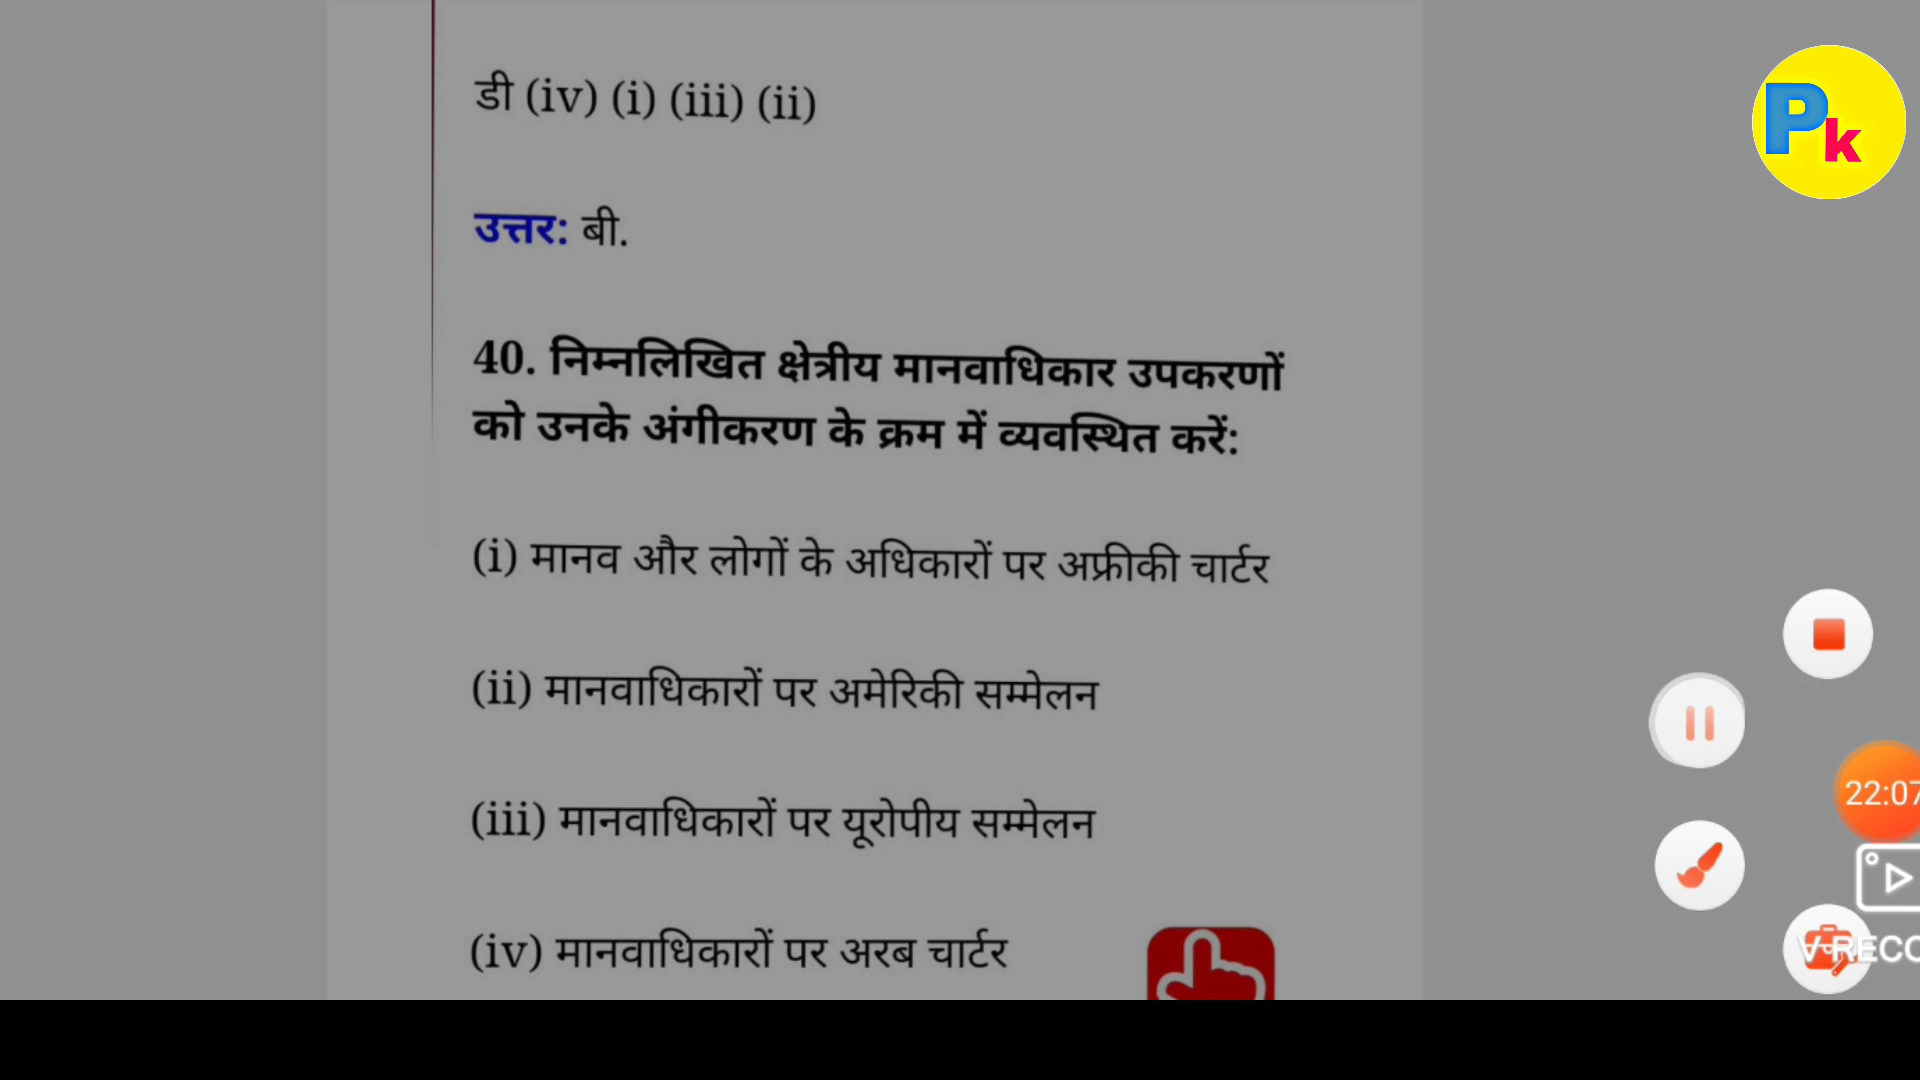 डी (iv) (i) (iii) (ii)
उत्तर: बी.
40. निम्नलिखित क्षेत्रीय मानवाधिकार उपकरणों
को उनके अंगीकरण के क्रम में व्यवस्थित करें:
(i) मानव और लोगों के अधिकारों पर अफ्रीकी चार्टर
(ii) मानवाधिकारों पर अमेरिकी सम्मेलन
(iii) मानवाधिकारों पर यूरोपीय सम्मेलन
(iv) मानवाधिकारों पर अरब चार्टर
Pk
22:07